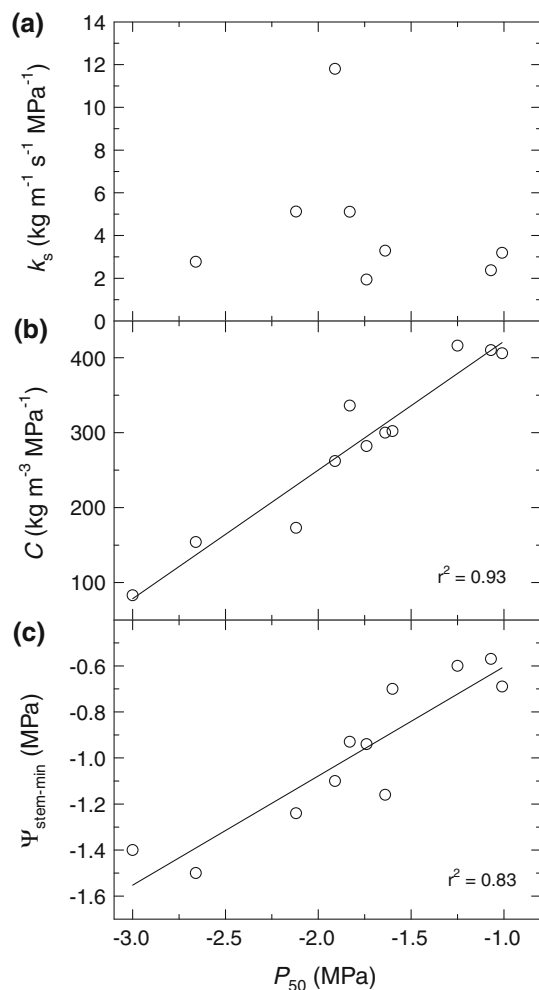 (a)
14
12
10
8
6
4
2
0
kₛ (kg m⁻¹ s⁻¹ MPa⁻¹)
(b)
400
300
200
100
C (kg m⁻³ MPa⁻¹)
r² = 0.93
(c)
-0.6
-0.8
-1.0
-1.2
-1.4
-1.6
Ψstem-min (MPa)
r² = 0.83
-3.0 -2.5 -2.0 -1.5 -1.0
P₅₀ (MPa)